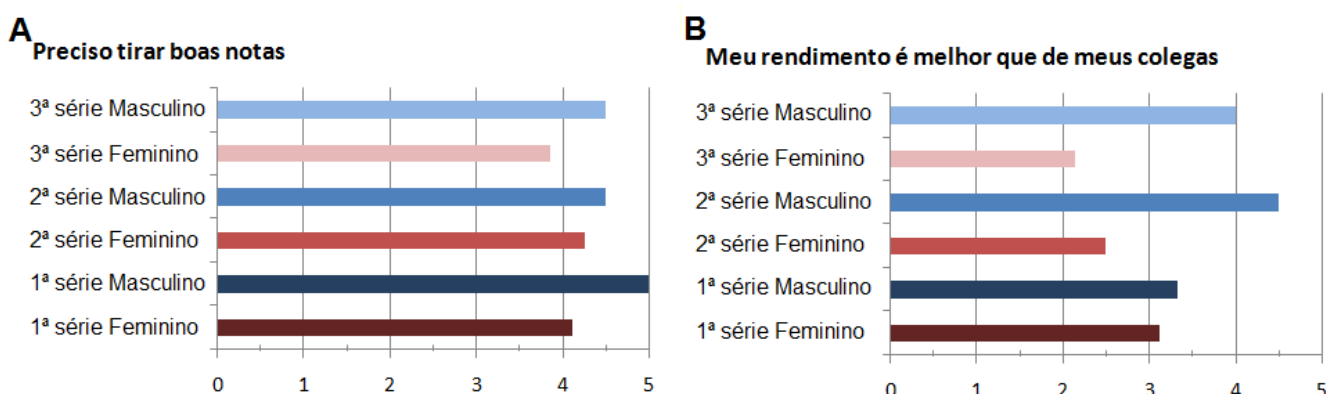 A
Preciso tirar boas notas
3ª série Masculino
3ª série Feminino
2ª série Masculino
2ª série Feminino
1ª série Masculino
1ª série Feminino
0 1 2 3 4 5
B
Meu rendimento é melhor que de meus colegas
3ª série Masculino
3ª série Feminino
2ª série Masculino
2ª série Feminino
1ª série Masculino
1ª série Feminino
0 1 2 3 4 5